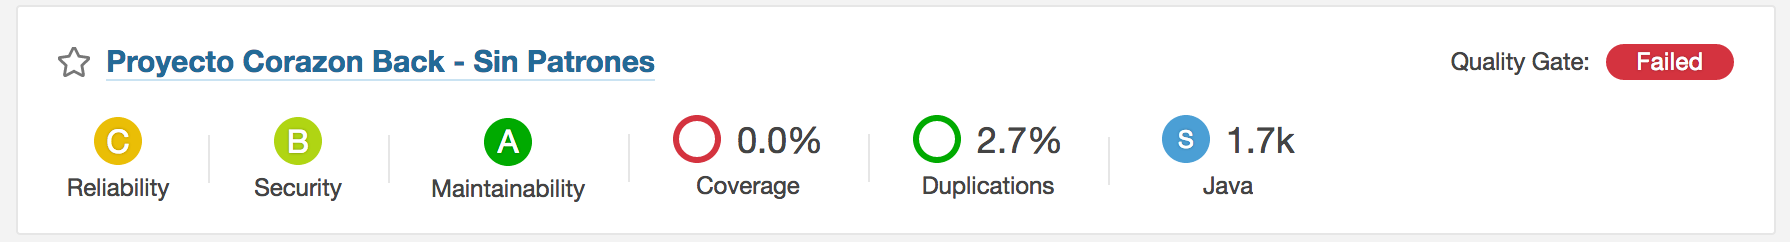 Proyecto Corazon Back - Sin Patrones
Quality Gate: Failed
C B A 0.0% 2.7% S 1.7k
Reliability Security Maintainability Coverage Duplications Java